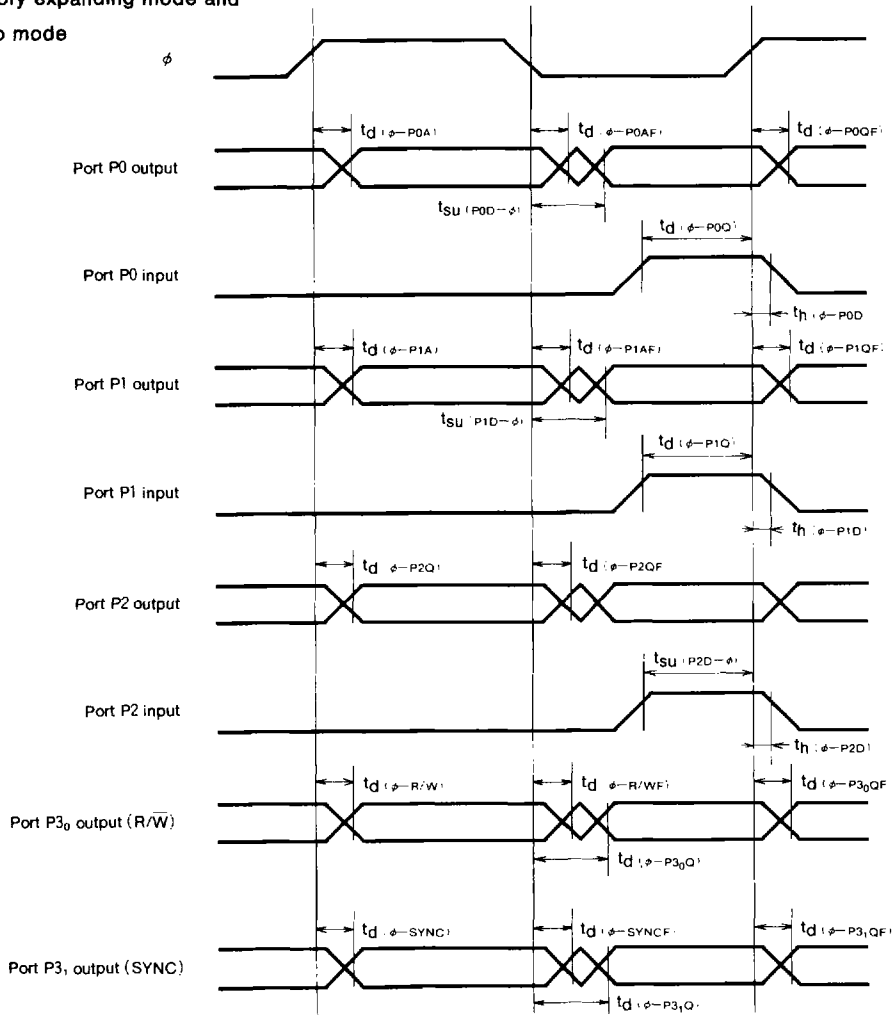 ory expanding mode and
o mode
φ
td (φ−P0A)
td (φ−P0AF)
td (φ−P0QF)
Port P0 output
tsu (P0D−φ)
td (φ−P0Q)
Port P0 input
th (φ−P0D
td (φ−P1A)
td (φ−P1AF)
td (φ−P1QF)
Port P1 output
tsu (P1D−φ)
td (φ−P1Q)
Port P1 input
th (φ−P1D)
td (φ−P2Q)
td (φ−P2QF
Port P2 output
tsu (P2D−φ)
Port P2 input
th (φ−P2D)
td (φ−R/W)
td φ−R/WF)
td (φ−P3₀QF
Port P3₀ output (R/W̅)
td (φ−P3₀Q)
td (φ−SYNC)
td (φ−SYNCF)
td (φ−P3₁QF)
Port P3₁ output (SYNC)
td (φ−P3₁Q)